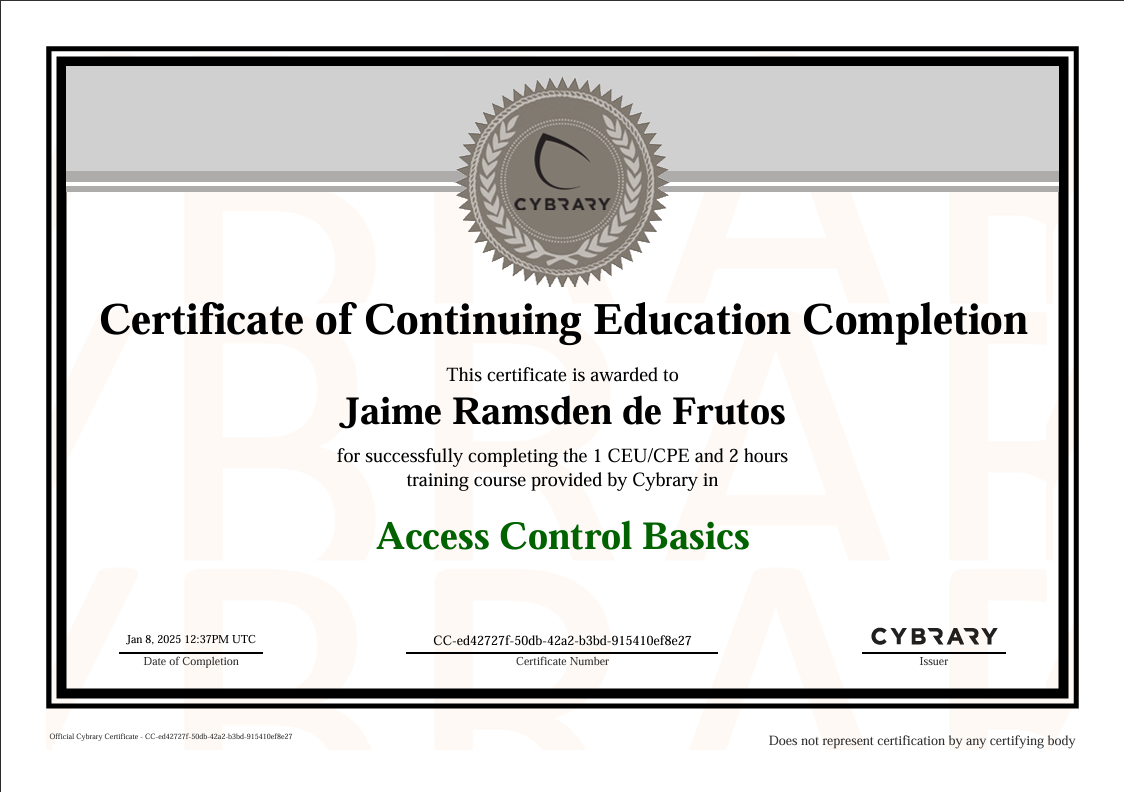 CYBRARY
Certificate of Continuing Education Completion
This certificate is awarded to
Jaime Ramsden de Frutos
for successfully completing the 1 CEU/CPE and 2 hours
training course provided by Cybrary in
Access Control Basics
Jan 8, 2025 12:37PM UTC
Date of Completion
CC-ed42727f-50db-42a2-b3bd-915410ef8e27
Certificate Number
CYBRARY
Issuer
Official Cybrary Certificate - CC-ed42727f-50db-42a2-b3bd-915410ef8e27
Does not represent certification by any certifying body